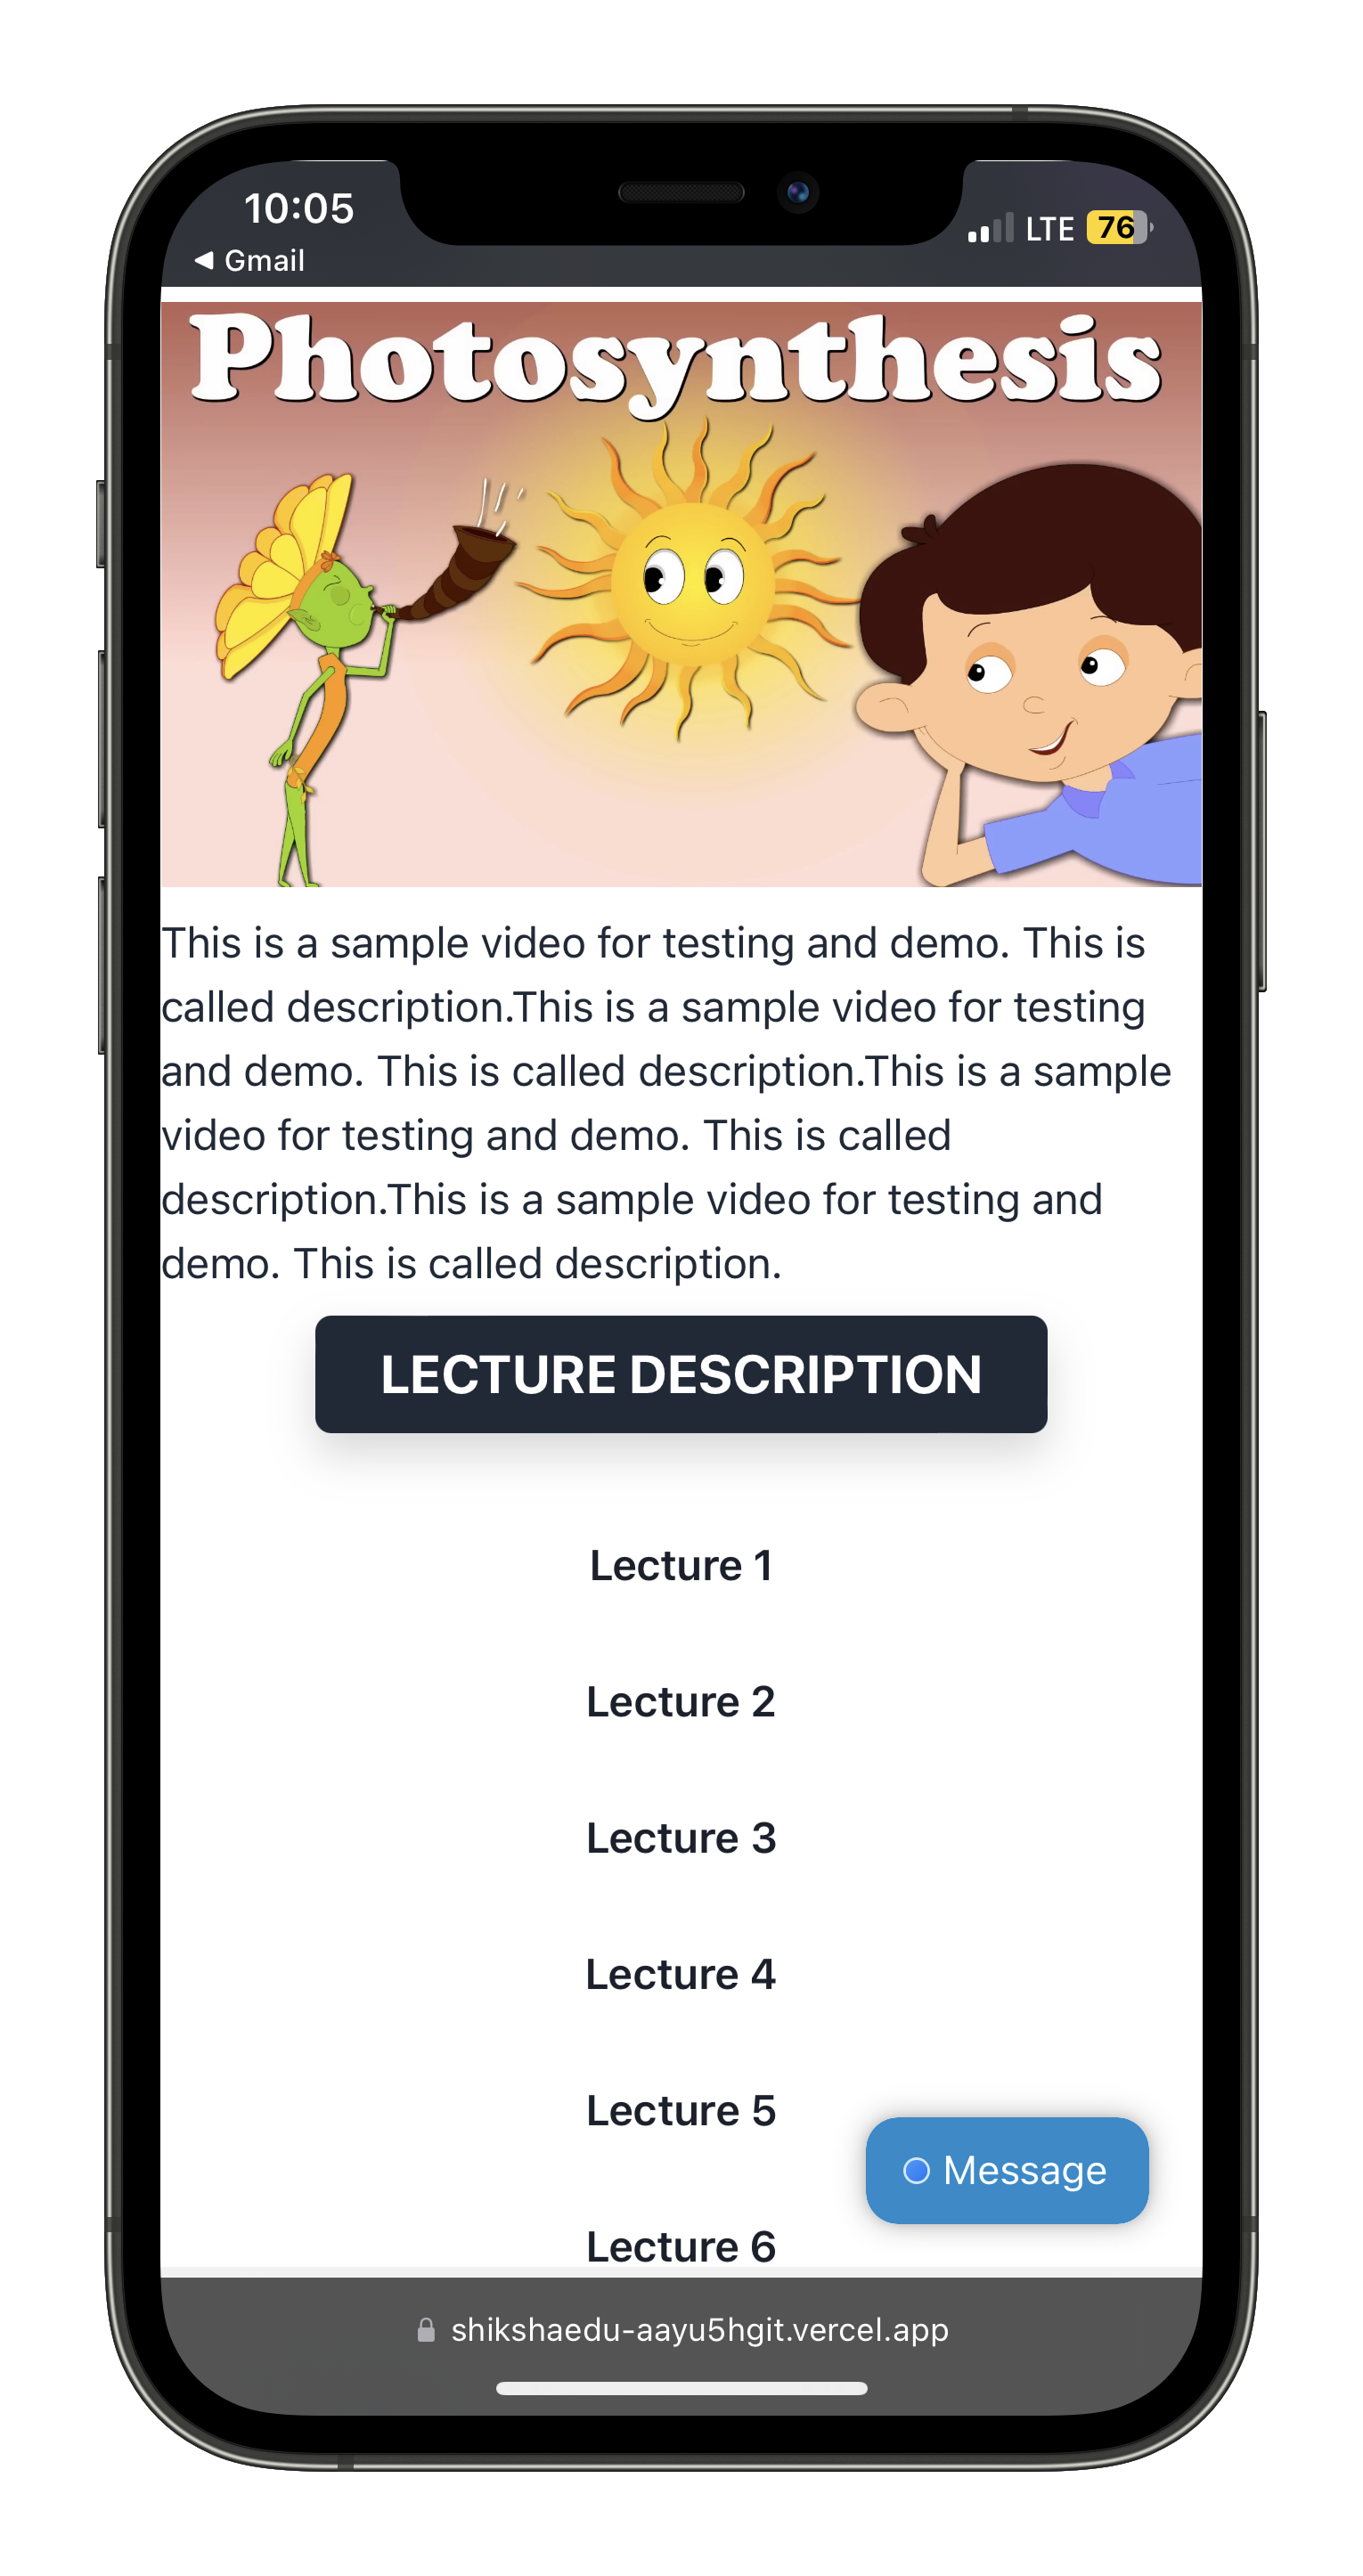 10:05
LTE 76
◀ Gmail
Photosynthesis
This is a sample video for testing and demo. This is
called description.This is a sample video for testing
and demo. This is called description.This is a sample
video for testing and demo. This is called
description.This is a sample video for testing and
demo. This is called description.
LECTURE DESCRIPTION
Lecture 1
Lecture 2
Lecture 3
Lecture 4
Lecture 5
Message
Lecture 6
shikshaedu-aayu5hgit.vercel.app